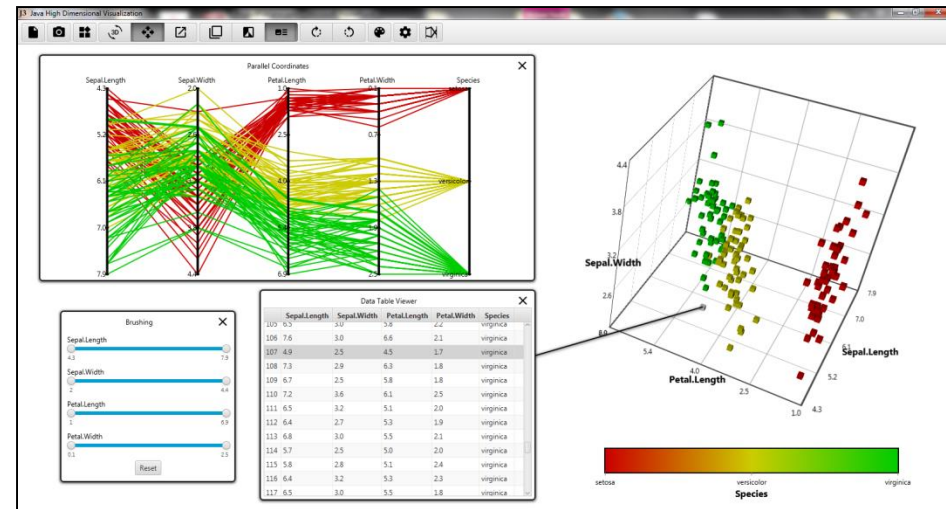 Java High Dimensional Visualization
3D
Parallel Coordinates
Sepal.Length Sepal.Width Petal.Length Petal.Width Species
4.3 2.0 1.0 0.1 setosa
5.2 2.5 0.7
6.1 4.0 1.3 versicolor
7.0 1.9
7.9 4.4 6.9 2.5 virginica
Brushing
Sepal.Length
4.3 7.9
Sepal.Width
2 4.4
Petal.Length
1 6.9
Petal.Width
0.1 2.5
Reset
Data Table Viewer
Sepal.Length Sepal.Width Petal.Length Petal.Width Species
105 6.5 3.0 5.8 2.2 virginica
106 7.6 3.0 6.6 2.1 virginica
107 4.9 2.5 4.5 1.7 virginica
108 7.3 2.9 6.3 1.8 virginica
109 6.7 2.5 5.8 1.8 virginica
110 7.2 3.6 6.1 2.5 virginica
111 6.5 3.2 5.1 2.0 virginica
112 6.4 2.7 5.3 1.9 virginica
113 6.8 3.0 5.5 2.1 virginica
114 5.7 2.5 5.0 2.0 virginica
115 5.8 2.8 5.1 2.4 virginica
116 6.4 3.2 5.3 2.3 virginica
117 6.5 3.0 5.5 1.8 virginica
4.4
3.8
3.2
Sepal.Width
2.6
7.9
7.0
Sepal.Length
5.4
5.2
4.0
Petal.Length
2.5
1.0 4.3
setosa versicolor virginica
Species